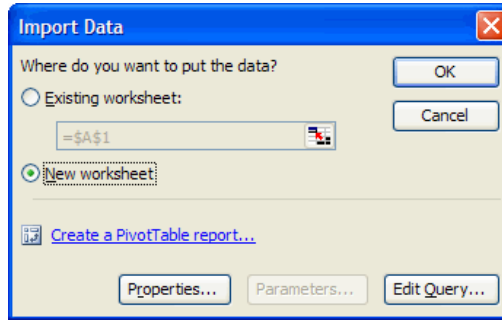 Import Data
Where do you want to put the data?
Existing worksheet:
=$A$1
New worksheet
OK
Cancel
Create a PivotTable report...
Properties...
Parameters...
Edit Query...